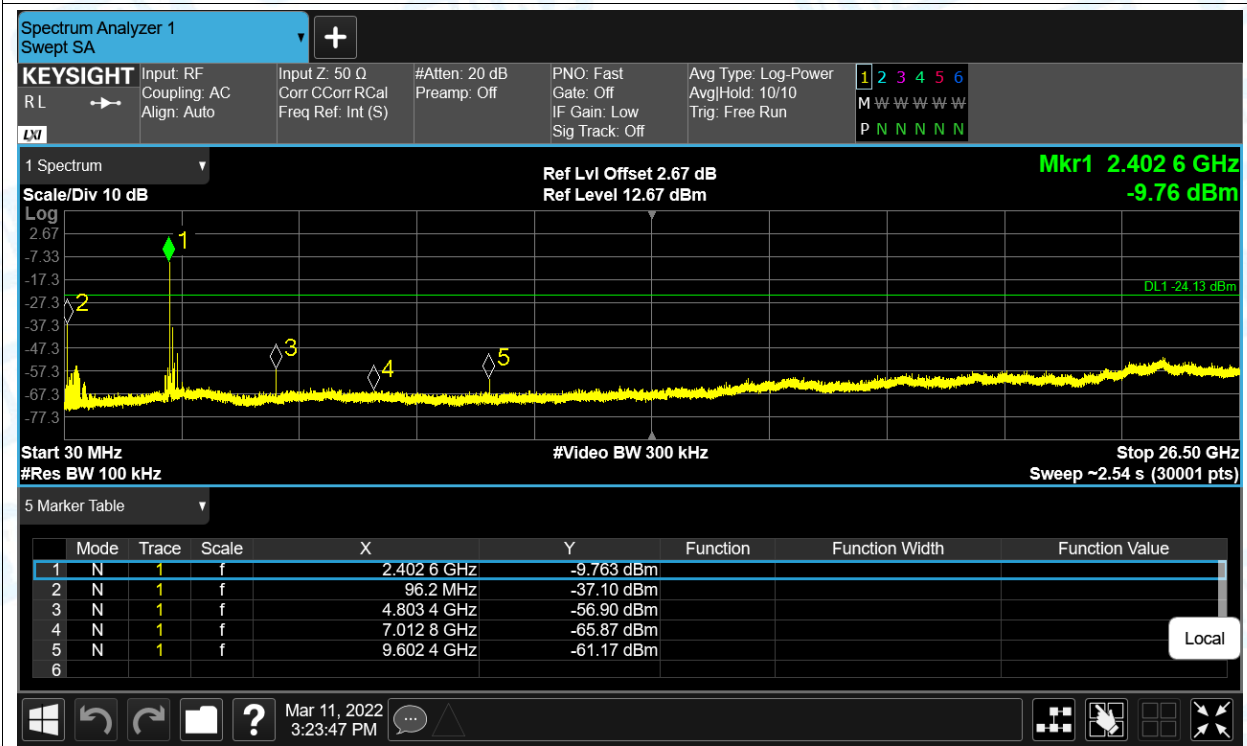 Spectrum Analyzer 1
Swept SA
KEYSIGHT
RL
LXI
Input: RF
Coupling: AC
Align: Auto
Input Z: 50 Ω
Corr CCorr RCal
Freq Ref: Int (S)
#Atten: 20 dB
Preamp: Off
PNO: Fast
Gate: Off
IF Gain: Low
Sig Track: Off
Avg Type: Log-Power
Avg|Hold: 10/10
Trig: Free Run
1 2 3 4 5 6
M W W W W W
P N N N N N
1 Spectrum
Scale/Div 10 dB
Ref Lvl Offset 2.67 dB
Ref Level 12.67 dBm
Mkr1 2.402 6 GHz
-9.76 dBm
Log
2.67
-7.33
-17.3
-27.3
-37.3
-47.3
-57.3
-67.3
-77.3
1
2
3
4
5
DL1 -24.13 dBm
Start 30 MHz
#Res BW 100 kHz
#Video BW 300 kHz
Stop 26.50 GHz
Sweep ~2.54 s (30001 pts)
5 Marker Table
Mode Trace Scale X Y Function Function Width Function Value
1 N 1 f 2.402 6 GHz -9.763 dBm
2 N 1 f 96.2 MHz -37.10 dBm
3 N 1 f 4.803 4 GHz -56.90 dBm
4 N 1 f 7.012 8 GHz -65.87 dBm
5 N 1 f 9.602 4 GHz -61.17 dBm
6
Local
?
Mar 11, 2022
3:23:47 PM